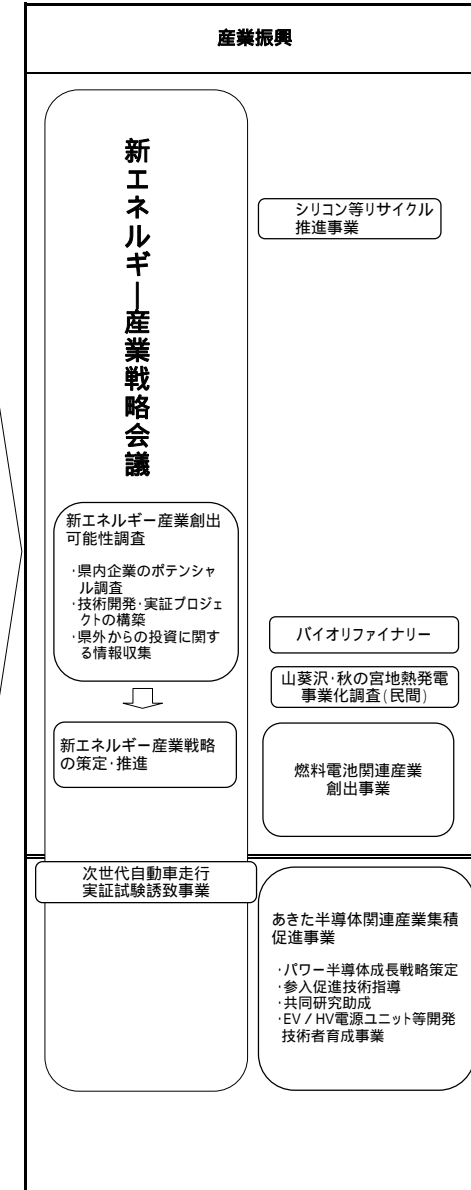 産業振興
新エネルギー産業戦略会議
シリコン等リサイクル
推進事業
新エネルギー産業創出
可能性調査
・県内企業のポテンシャ
ル調査
・技術開発・実証プロジェ
クトの構築
・県外からの投資に関す
る情報収集
新エネルギー産業戦略
の策定・推進
バイオリファイナリー
山葵沢・秋の宮地熱発電
事業化調査(民間)
燃料電池関連産業
創出事業
次世代自動車走行
実証試験誘致事業
あきた半導体関連産業集積
促進事業
・パワー半導体成長戦略策定
・参入促進技術指導
・共同研究助成
・EV/HV電源ユニット等開発
技術者育成事業